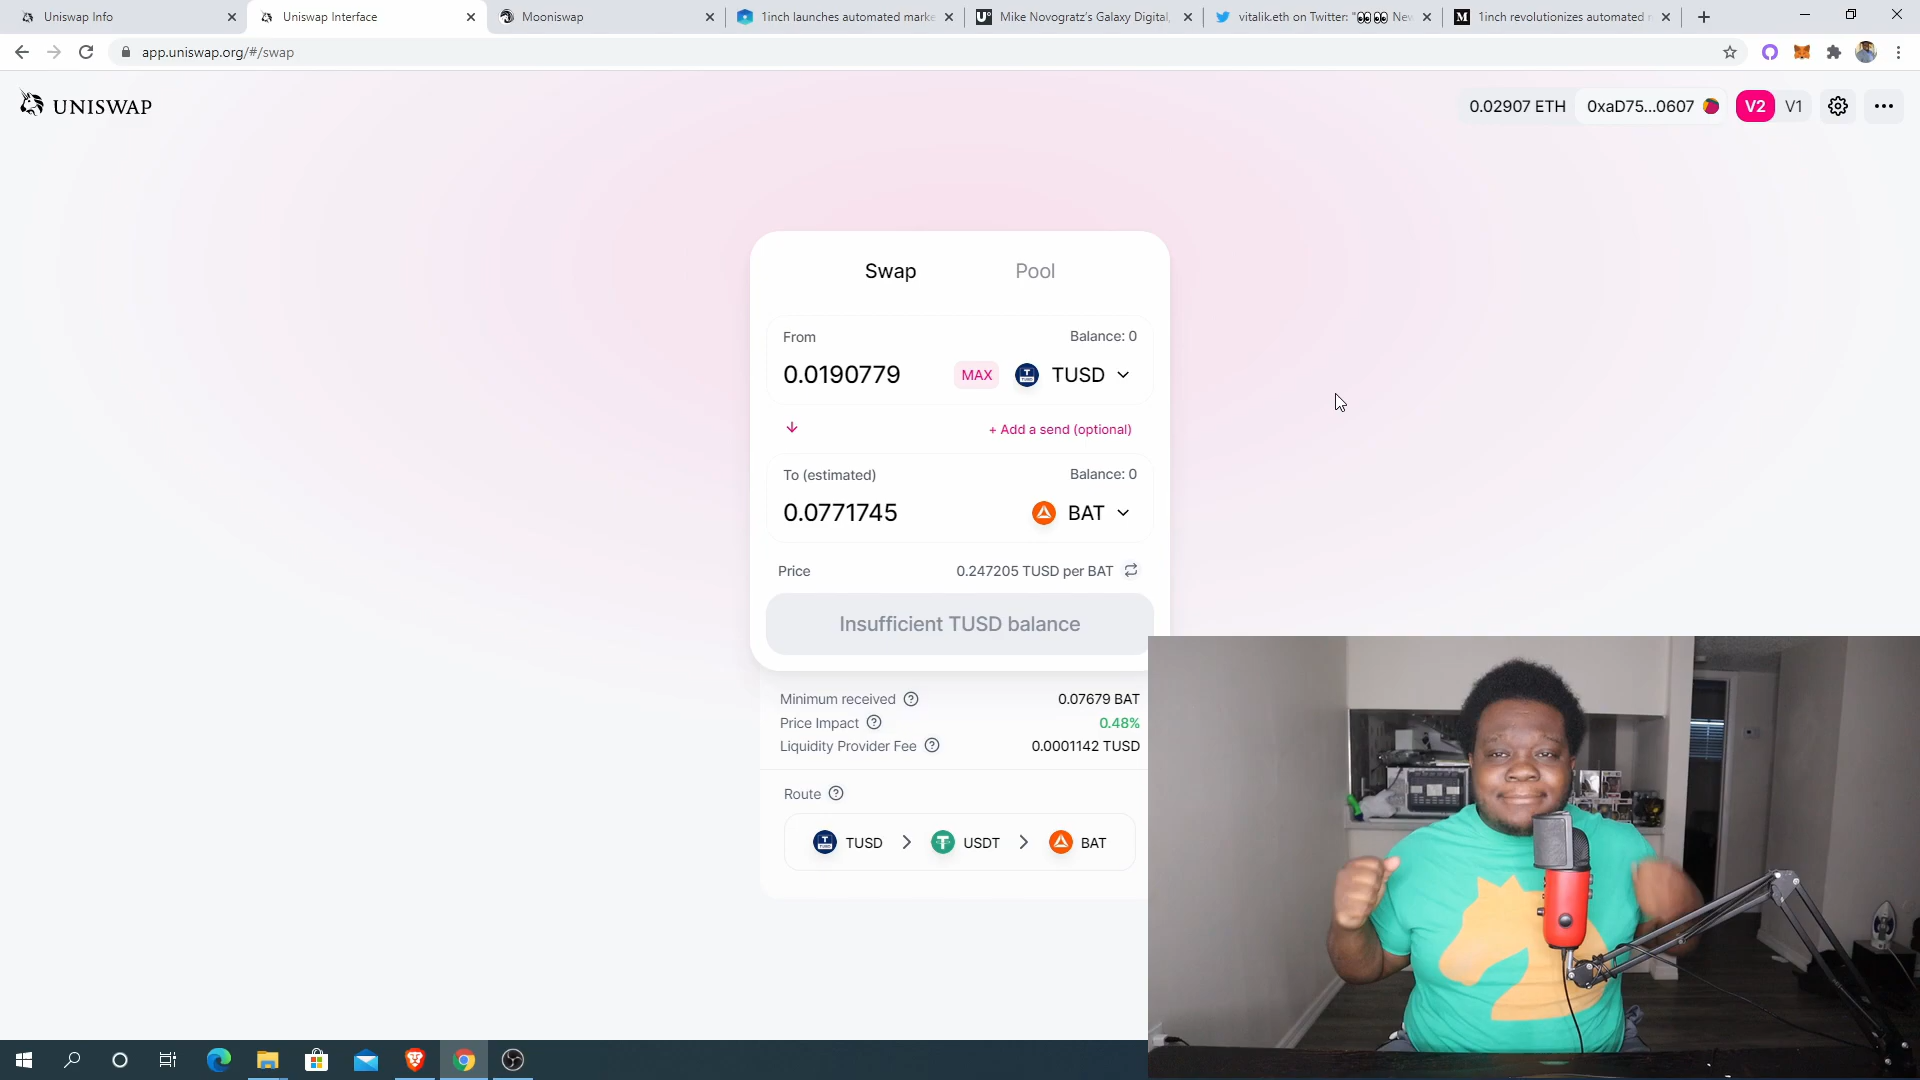 Uniswap Info
Uniswap Interface
Mooniswap
1inch launches automated marke
Mike Novogratz's Galaxy Digital,
vitalik.eth on Twitter: "👀 👀 New
1inch revolutionizes automated m
app.uniswap.org/#/swap
UNISWAP
0.02907 ETH
0xaD75...0607
V2
V1
Swap
Pool
From
Balance: 0
0.0190779
MAX
TUSD
+ Add a send (optional)
To (estimated)
Balance: 0
0.0771745
BAT
Price
0.247205 TUSD per BAT
Insufficient TUSD balance
Minimum received
0.07679 BAT
Price Impact
0.48%
Liquidity Provider Fee
0.0001142 TUSD
Route
TUSD > USDT > BAT